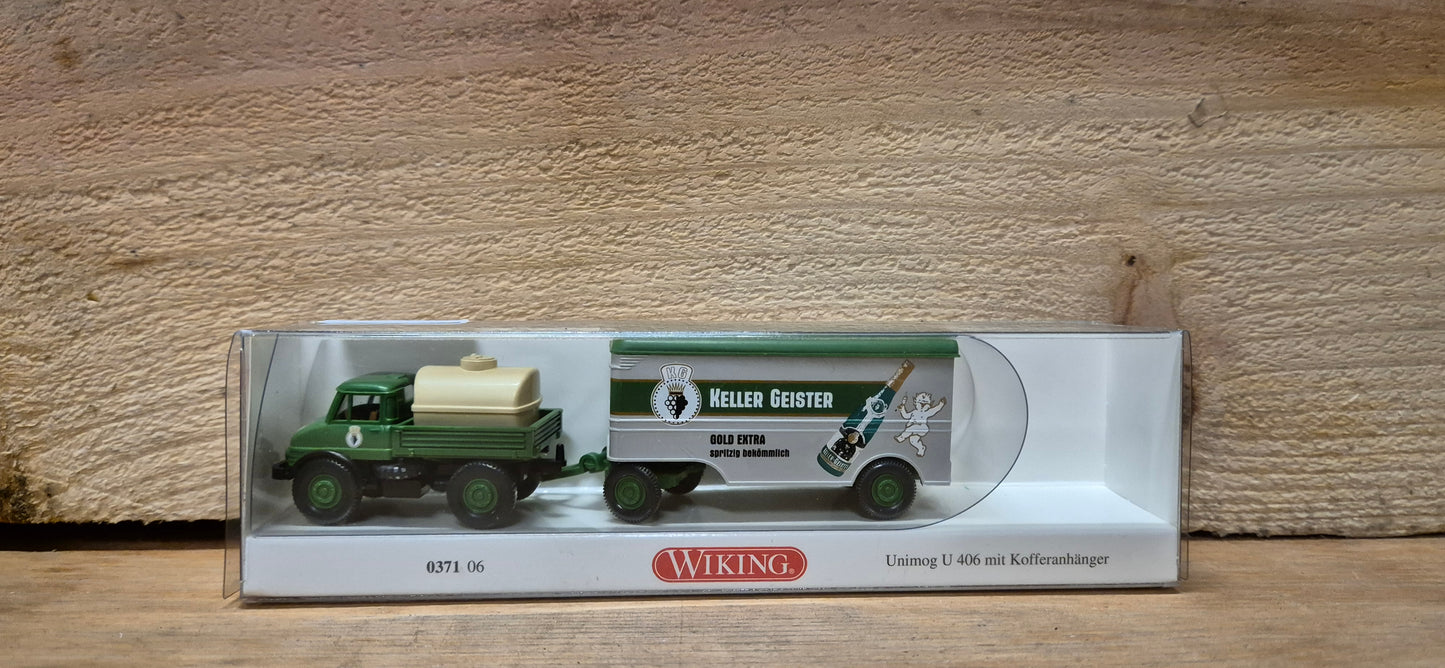 KG
KELLER GEISTER
GOLD EXTRA
spritzig bekömmlich
0371 06
WIKING®
Unimog U 406 mit Kofferanhänger